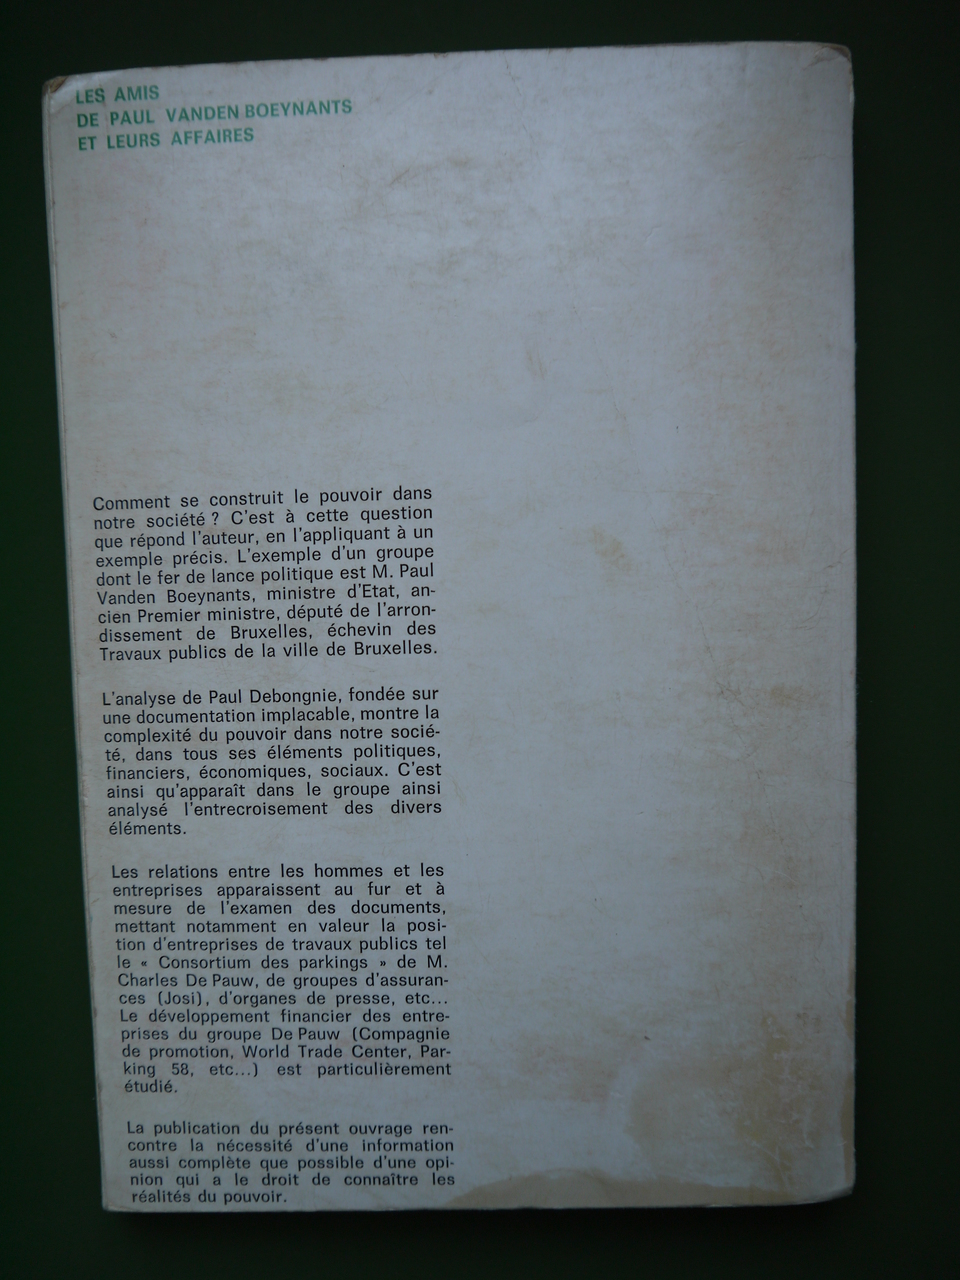 LES AMIS
DE PAUL VANDEN BOEYNANTS
ET LEURS AFFAIRES
Comment se construit le pouvoir dans
notre société ? C'est à cette question
que répond l'auteur, en l'appliquant à un
exemple précis. L'exemple d'un groupe
dont le fer de lance politique est M. Paul
Vanden Boeynants, ministre d'Etat, an-
cien Premier ministre, député de l'arron-
dissement de Bruxelles, échevin des
Travaux publics de la ville de Bruxelles.
L'analyse de Paul Debongnie, fondée sur
une documentation implacable, montre la
complexité du pouvoir dans notre socié-
té, dans tous ses éléments politiques,
financiers, économiques, sociaux. C'est
ainsi qu'apparaît dans le groupe ainsi
analysé l'entrecroisement des divers
éléments.
Les relations entre les hommes et les
entreprises apparaissent au fur et à
mesure de l'examen des documents,
mettant notamment en valeur la posi-
tion d'entreprises de travaux publics tel
le « Consortium des parkings » de M.
Charles De Pauw, de groupes d'assuran-
ces (Josi), d'organes de presse, etc...
Le développement financier des entre-
prises du groupe De Pauw (Compagnie
de promotion, World Trade Center, Par-
king 58, etc...) est particulièrement
étudié.
La publication du présent ouvrage ren-
contre la nécessité d'une information
aussi complète que possible d'une opi-
nion qui a le droit de connaître les
réalités du pouvoir.